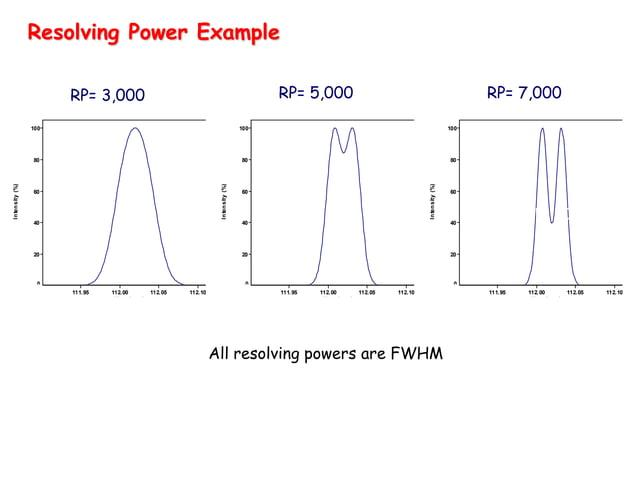 Resolving Power Example
RP= 3,000
RP= 5,000
RP= 7,000
Intensity (%)
100
80
60
40
20
0
111.95 112.00 112.05 112.10
Intensity (%)
100
80
60
40
20
0
111.95 112.00 112.05 112.10
Intensity (%)
100
80
60
40
20
0
111.95 112.00 112.05 112.10
All resolving powers are FWHM